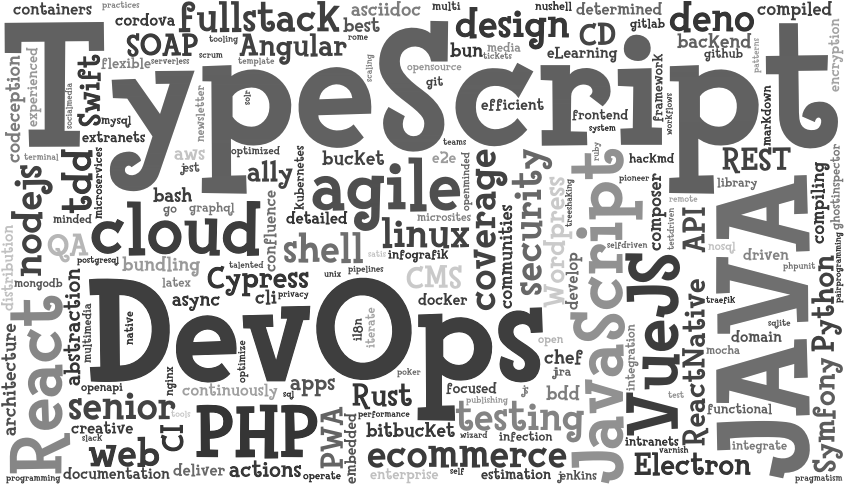 containers
practices
cordova
fullstack
asciidoc
multi
nushell
determined
gitlab
deno
compiled
best
rome
design
CD
backend
github
encryption
SOAP
tooling
Angular
bun
media
tickets
eLearning
patterns
flexible
serverless
scrum
template
scaling
opensource
git
framework
workflows
markdown
codeception
experienced
socialmedia
Swift
TypeScript
newsletter
solr
efficient
frontend
system
mysql
extranets
terminal
tdd
microservices
aws
jest
optimized
ally
kubernetes
bucket
e2e
teams
openminded
coverage
security
treeshaking
ruby
hackmd
pioneer
composer
testdriven
REST
library
remote
compiling
ghostinspector
nodejs
minded
bash
go
graphql
confluence
detailed
agile
microsites
communities
Wordpress
JavaScript
selfdriven
API
nosql
driven
phpunit
pairprogramming
distribution
QA
cloud
shell
satis
linux
infografik
postgresql
bundling
talented
unix
pipelines
CMS
develop
mongodb
abstraction
multimedia
latex
Cypress
async
cli
privacy
docker
VueJS
traefik
JAVA
Python
sqlite
domain
architecture
React
native
DevOps
i18n
iterate
open
integration
ReactNative
mocha
optimize
nginx
poker
chef
jira
openapi
continuously
sql
apps
Rust
focused
publishing
js
bdd
test
functional
Symfony
senior
tools
creative
slack
CI
PHP
PWA
embedded
performance
bitbucket
testing
wizard
infection
intranets
varnish
integrate
web
documentation
deliver
actions
operate
ecommerce
enterprise
self
estimation
jenkins
Electron
programming
pragmatism